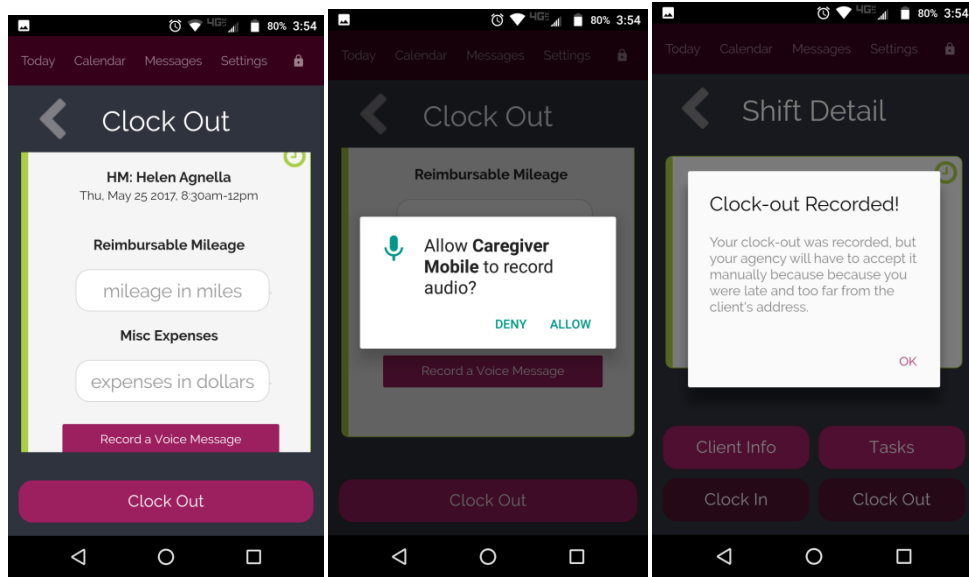 4GE 80% 3:54
Today Calendar Messages Settings
Clock Out
HM: Helen Agnella
Thu, May 25 2017, 8:30am-12pm
Reimbursable Mileage
mileage in miles
Misc Expenses
expenses in dollars
Record a Voice Message
Clock Out
4GE 80% 3:54
Today Calendar Messages Settings
Clock Out
Reimbursable Mileage
Allow Caregiver
Mobile to record
audio?
DENY ALLOW
Record a Voice Message
Clock Out
4GE 80% 3:54
Today Calendar Messages Settings
Shift Detail
Clock-out Recorded!
Your clock-out was recorded, but
your agency will have to accept it
manually because because you
were late and too far from the
client's address.
OK
Client Info Tasks
Clock In Clock Out